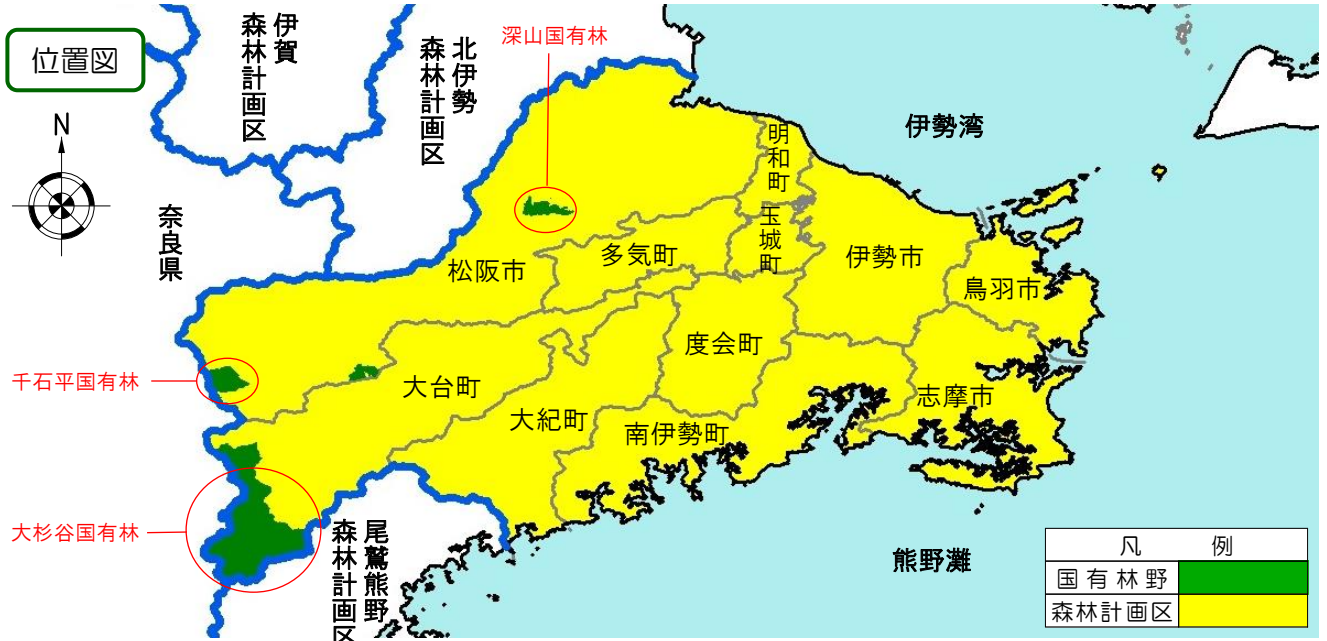 位置図
N
伊賀
森林計画区
北伊勢
森林計画区
深山国有林
伊勢湾
奈良県
明和町
玉城町
松阪市
多気町
伊勢市
鳥羽市
度会町
千石平国有林
大台町
大紀町
志摩市
南伊勢町
大杉谷国有林
尾鷲熊野
森林計画区
熊野灘
凡 例
国有林野
森林計画区